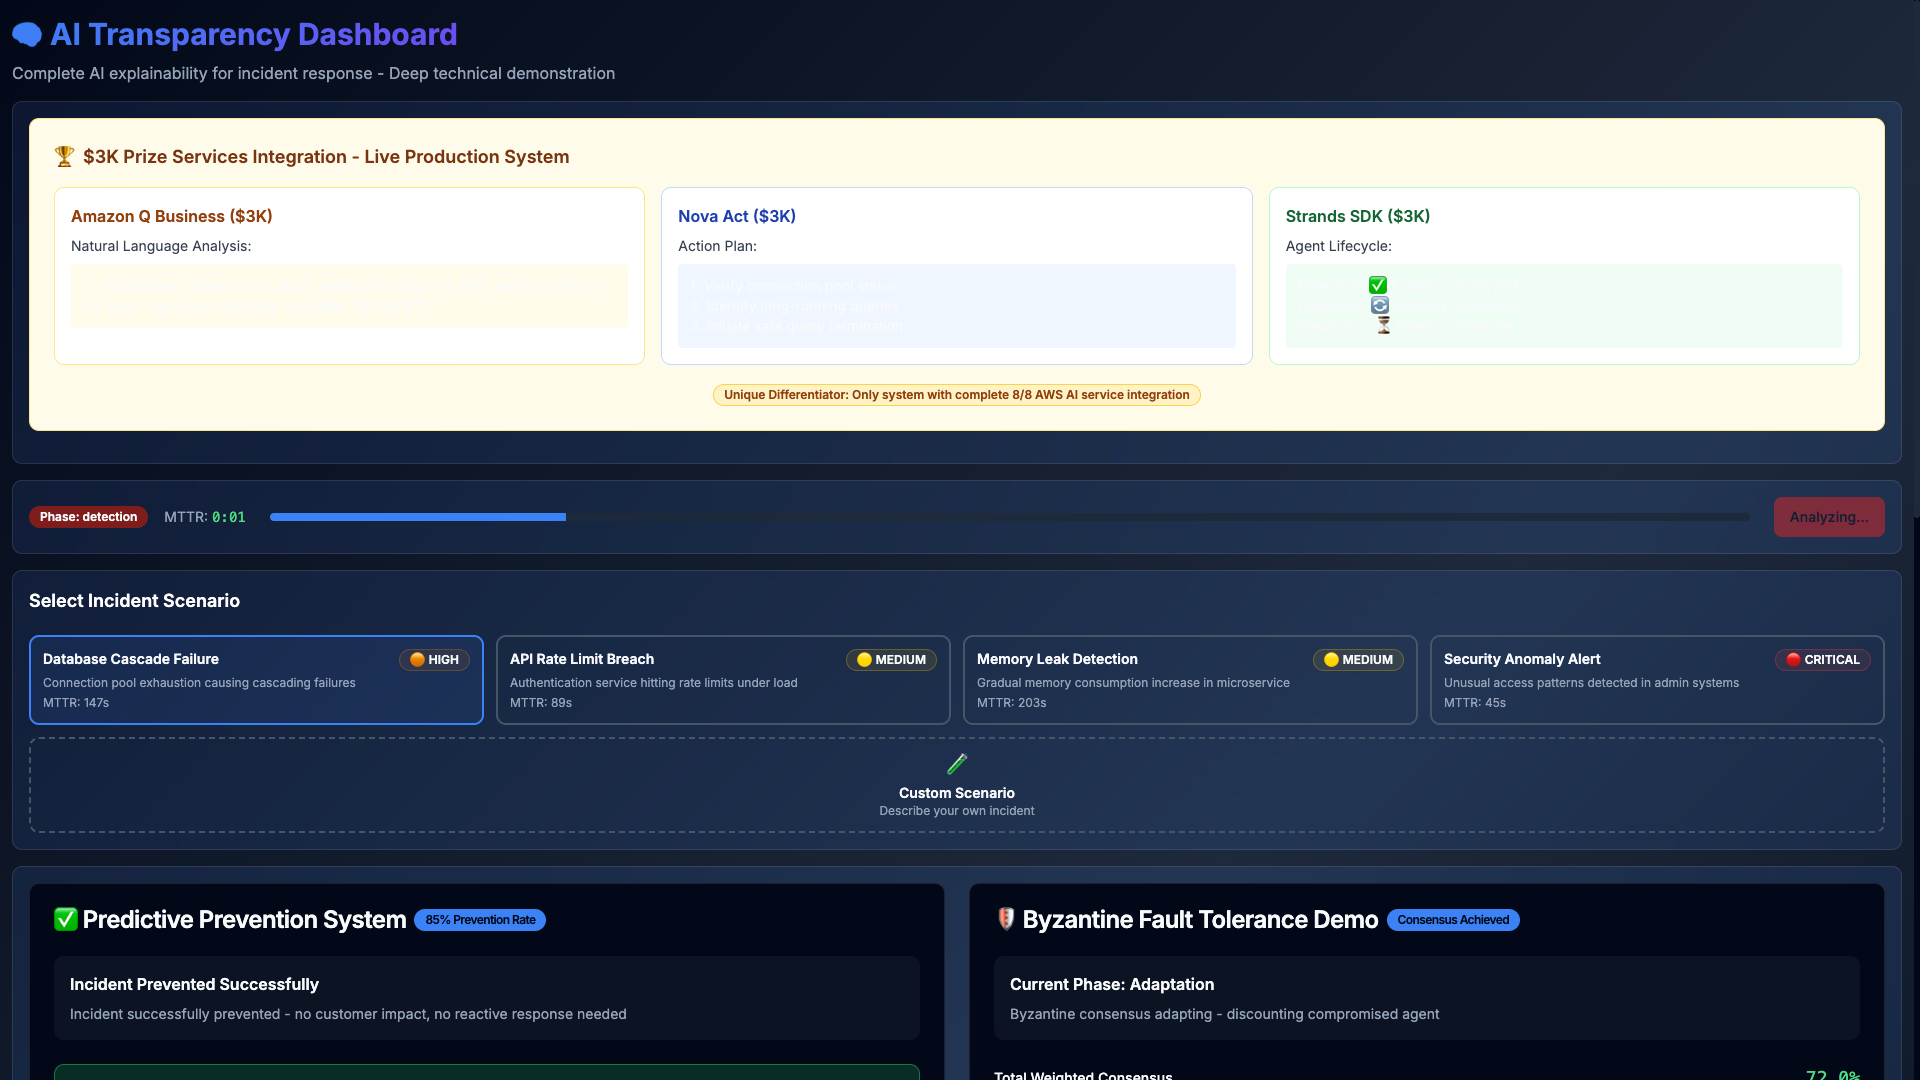 AI Transparency Dashboard
Complete AI explainability for incident response - Deep technical demonstration
$3K Prize Services Integration - Live Production System
Amazon Q Business ($3K)
Natural Language Analysis:
Nova Act ($3K)
Action Plan:
1. Verify connection pool status
2. Identify long-running queries
3. Initiate safe query termination
Strands SDK ($3K)
Agent Lifecycle:
Unique Differentiator: Only system with complete 8/8 AWS AI service integration
Phase: detection
MTTR: 0:01
Analyzing...
Select Incident Scenario
Database Cascade Failure
HIGH
Connection pool exhaustion causing cascading failures
MTTR: 147s
API Rate Limit Breach
MEDIUM
Authentication service hitting rate limits under load
MTTR: 89s
Memory Leak Detection
MEDIUM
Gradual memory consumption increase in microservice
MTTR: 203s
Security Anomaly Alert
CRITICAL
Unusual access patterns detected in admin systems
MTTR: 45s
Custom Scenario
Describe your own incident
Predictive Prevention System
85% Prevention Rate
Incident Prevented Successfully
Incident successfully prevented - no customer impact, no reactive response needed
Byzantine Fault Tolerance Demo
Consensus Achieved
Current Phase: Adaptation
Byzantine consensus adapting - discounting compromised agent
Total Weighted Consensus
72.0%